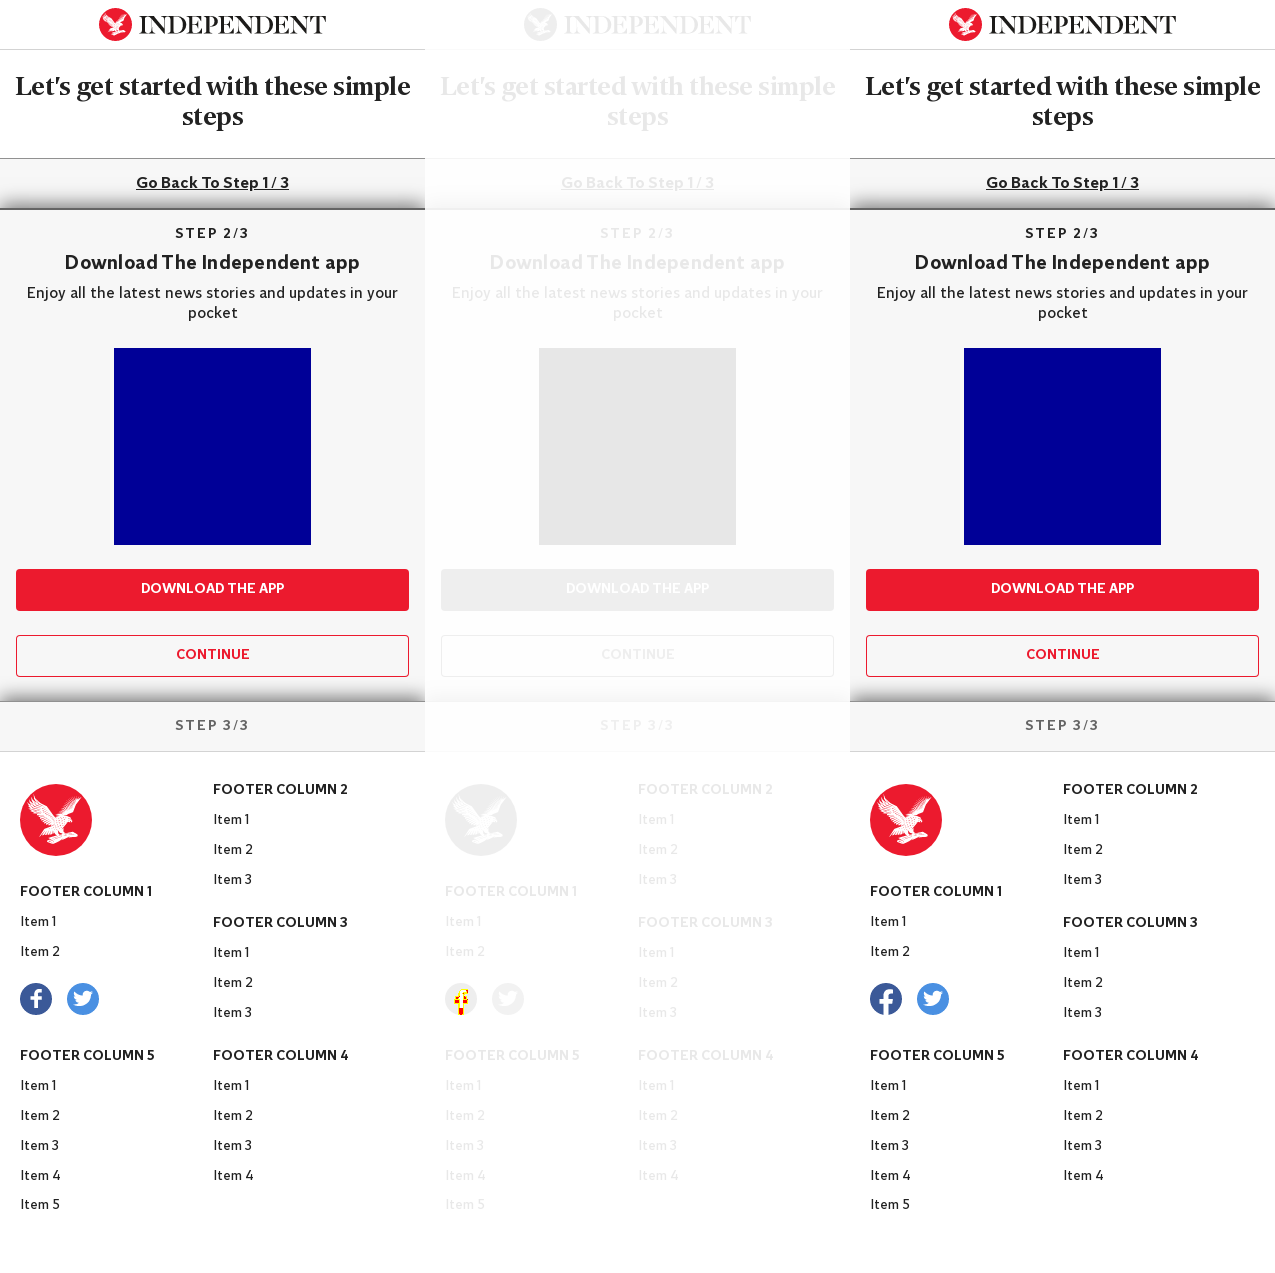 INDEPENDENT
Let's get started with these simple
steps
Go Back To Step 1 / 3
STEP 2/3
Download The Independent app
Enjoy all the latest news stories and updates in your
pocket
DOWNLOAD THE APP
CONTINUE
STEP 3/3
FOOTER COLUMN 1
Item 1
Item 2
FOOTER COLUMN 5
Item 1
Item 2
Item 3
Item 4
Item 5
FOOTER COLUMN 2
Item 1
Item 2
Item 3
FOOTER COLUMN 3
Item 1
Item 2
Item 3
FOOTER COLUMN 4
Item 1
Item 2
Item 3
Item 4
INDEPENDENT
Let's get started with these simple
steps
Go Back To Step 1 / 3
STEP 2/3
Download The Independent app
Enjoy all the latest news stories and updates in your
pocket
DOWNLOAD THE APP
CONTINUE
STEP 3/3
FOOTER COLUMN 1
Item 1
Item 2
FOOTER COLUMN 5
Item 1
Item 2
Item 3
Item 4
Item 5
FOOTER COLUMN 2
Item 1
Item 2
Item 3
FOOTER COLUMN 3
Item 1
Item 2
Item 3
FOOTER COLUMN 4
Item 1
Item 2
Item 3
Item 4
INDEPENDENT
Let's get started with these simple
steps
Go Back To Step 1 / 3
STEP 2/3
Download The Independent app
Enjoy all the latest news stories and updates in your
pocket
DOWNLOAD THE APP
CONTINUE
STEP 3/3
FOOTER COLUMN 1
Item 1
Item 2
FOOTER COLUMN 5
Item 1
Item 2
Item 3
Item 4
Item 5
FOOTER COLUMN 2
Item 1
Item 2
Item 3
FOOTER COLUMN 3
Item 1
Item 2
Item 3
FOOTER COLUMN 4
Item 1
Item 2
Item 3
Item 4